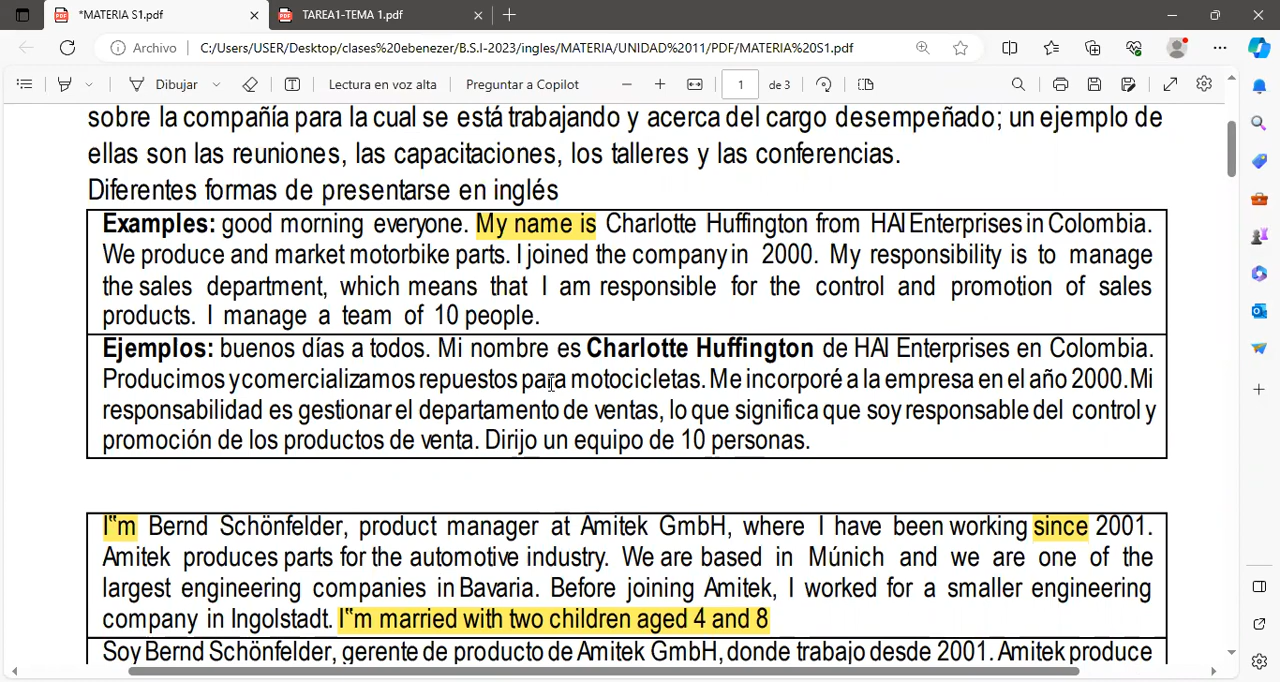 *MATERIA S1.pdf
TAREA1-TEMA 1.pdf
Archivo C:/Users/USER/Desktop/clases%20ebenezer/B.S.I-2023/ingles/MATERIA/UNIDAD%2011/PDF/MATERIA%20S1.pdf
Dibujar Lectura en voz alta Preguntar a Copilot 1 de 3
sobre la compañía para la cual se está trabajando y acerca del cargo desempeñado; un ejemplo de
ellas son las reuniones, las capacitaciones, los talleres y las conferencias.
Diferentes formas de presentarse en inglés
Examples: good morning everyone. My name is Charlotte Huffington from HAI Enterprises in Colombia.
We produce and market motorbike parts. I joined the company in 2000. My responsibility is to manage
the sales department, which means that I am responsible for the control and promotion of sales
products. I manage a team of 10 people.
Ejemplos: buenos días a todos. Mi nombre es Charlotte Huffington de HAI Enterprises en Colombia.
Producimos y comercializamos repuestos para motocicletas. Me incorporé a la empresa en el año 2000. Mi
responsabilidad es gestionar el departamento de ventas, lo que significa que soy responsable del control y
promoción de los productos de venta. Dirijo un equipo de 10 personas.
I‟m Bernd Schönfelder, product manager at Amitek GmbH, where I have been working since 2001.
Amitek produces parts for the automotive industry. We are based in Múnich and we are one of the
largest engineering companies in Bavaria. Before joining Amitek, I worked for a smaller engineering
company in Ingolstadt. I‟m married with two children aged 4 and 8
Soy Bernd Schönfelder, gerente de producto de Amitek GmbH, donde trabajo desde 2001. Amitek produce